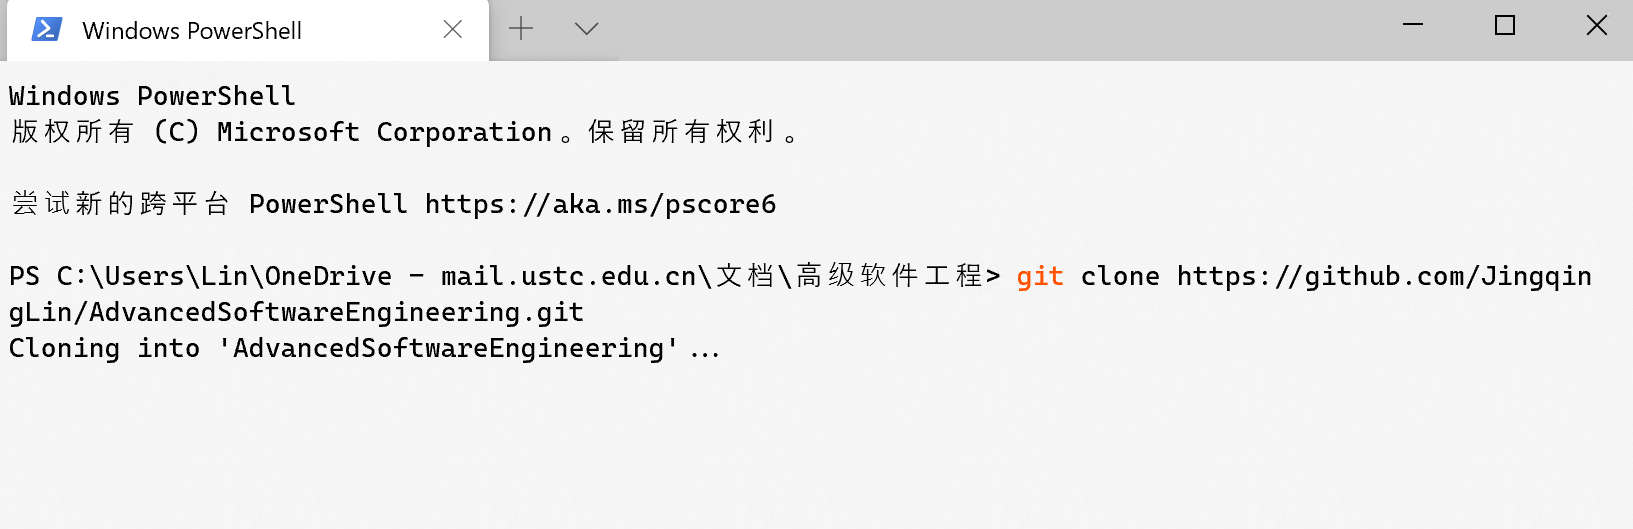 Windows PowerShell
Windows PowerShell
版权所有 (C) Microsoft Corporation。保留所有权利。
尝试新的跨平台 PowerShell https://aka.ms/pscore6
PS C:\Users\Lin\OneDrive - mail.ustc.edu.cn\文档\高级软件工程> git clone https://github.com/Jingqin
gLin/AdvancedSoftwareEngineering.git
Cloning into 'AdvancedSoftwareEngineering'...